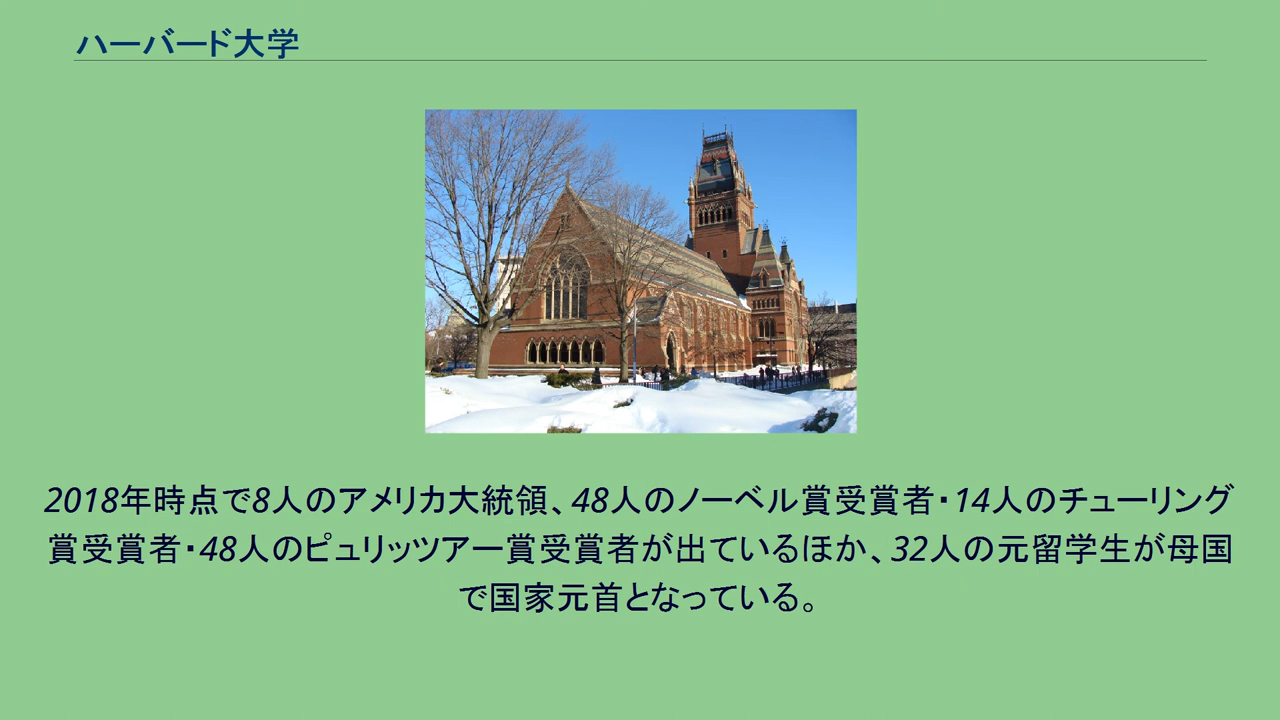 ハーバード大学
2018年時点で8人のアメリカ大統領、48人のノーベル賞受賞者・14人のチューリング
賞受賞者・48人のピュリッツアー賞受賞者が出ているほか、32人の元留学生が母国
で国家元首となっている。